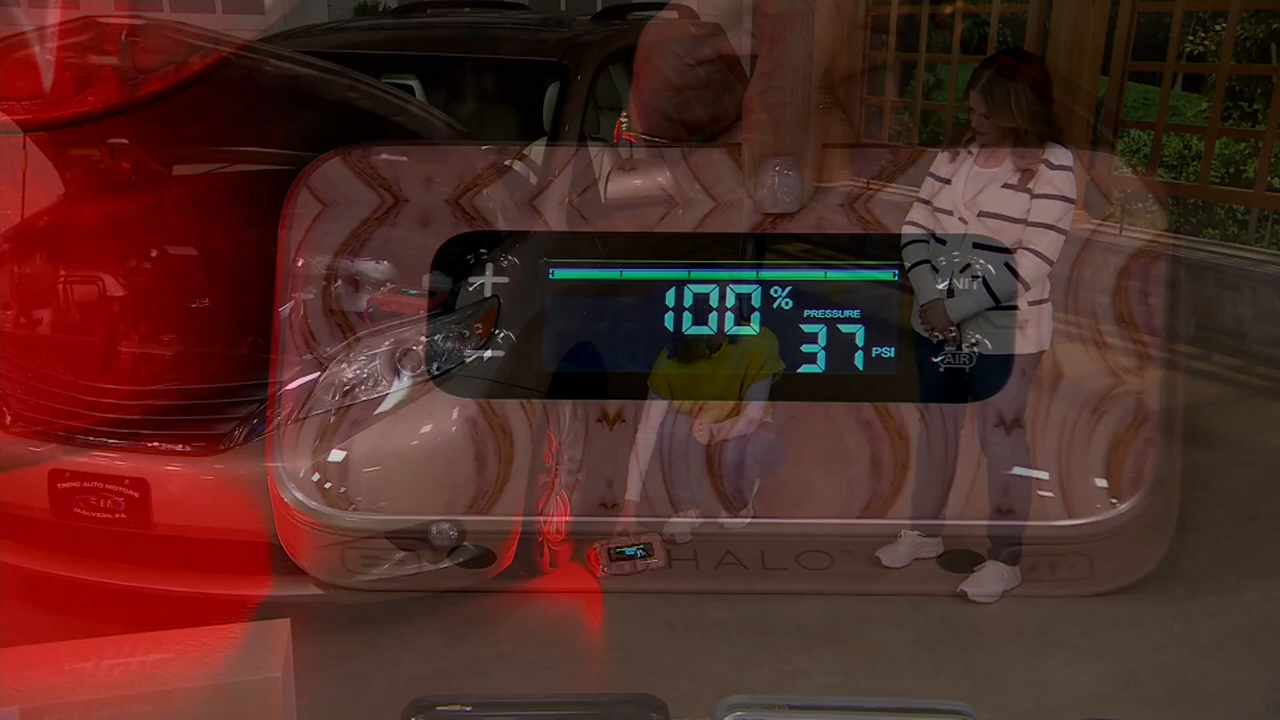 100%
PRESSURE
37 PSI
UNIT
AIR
HALO
TREND AUTO MOTORS
MALVERN, PA